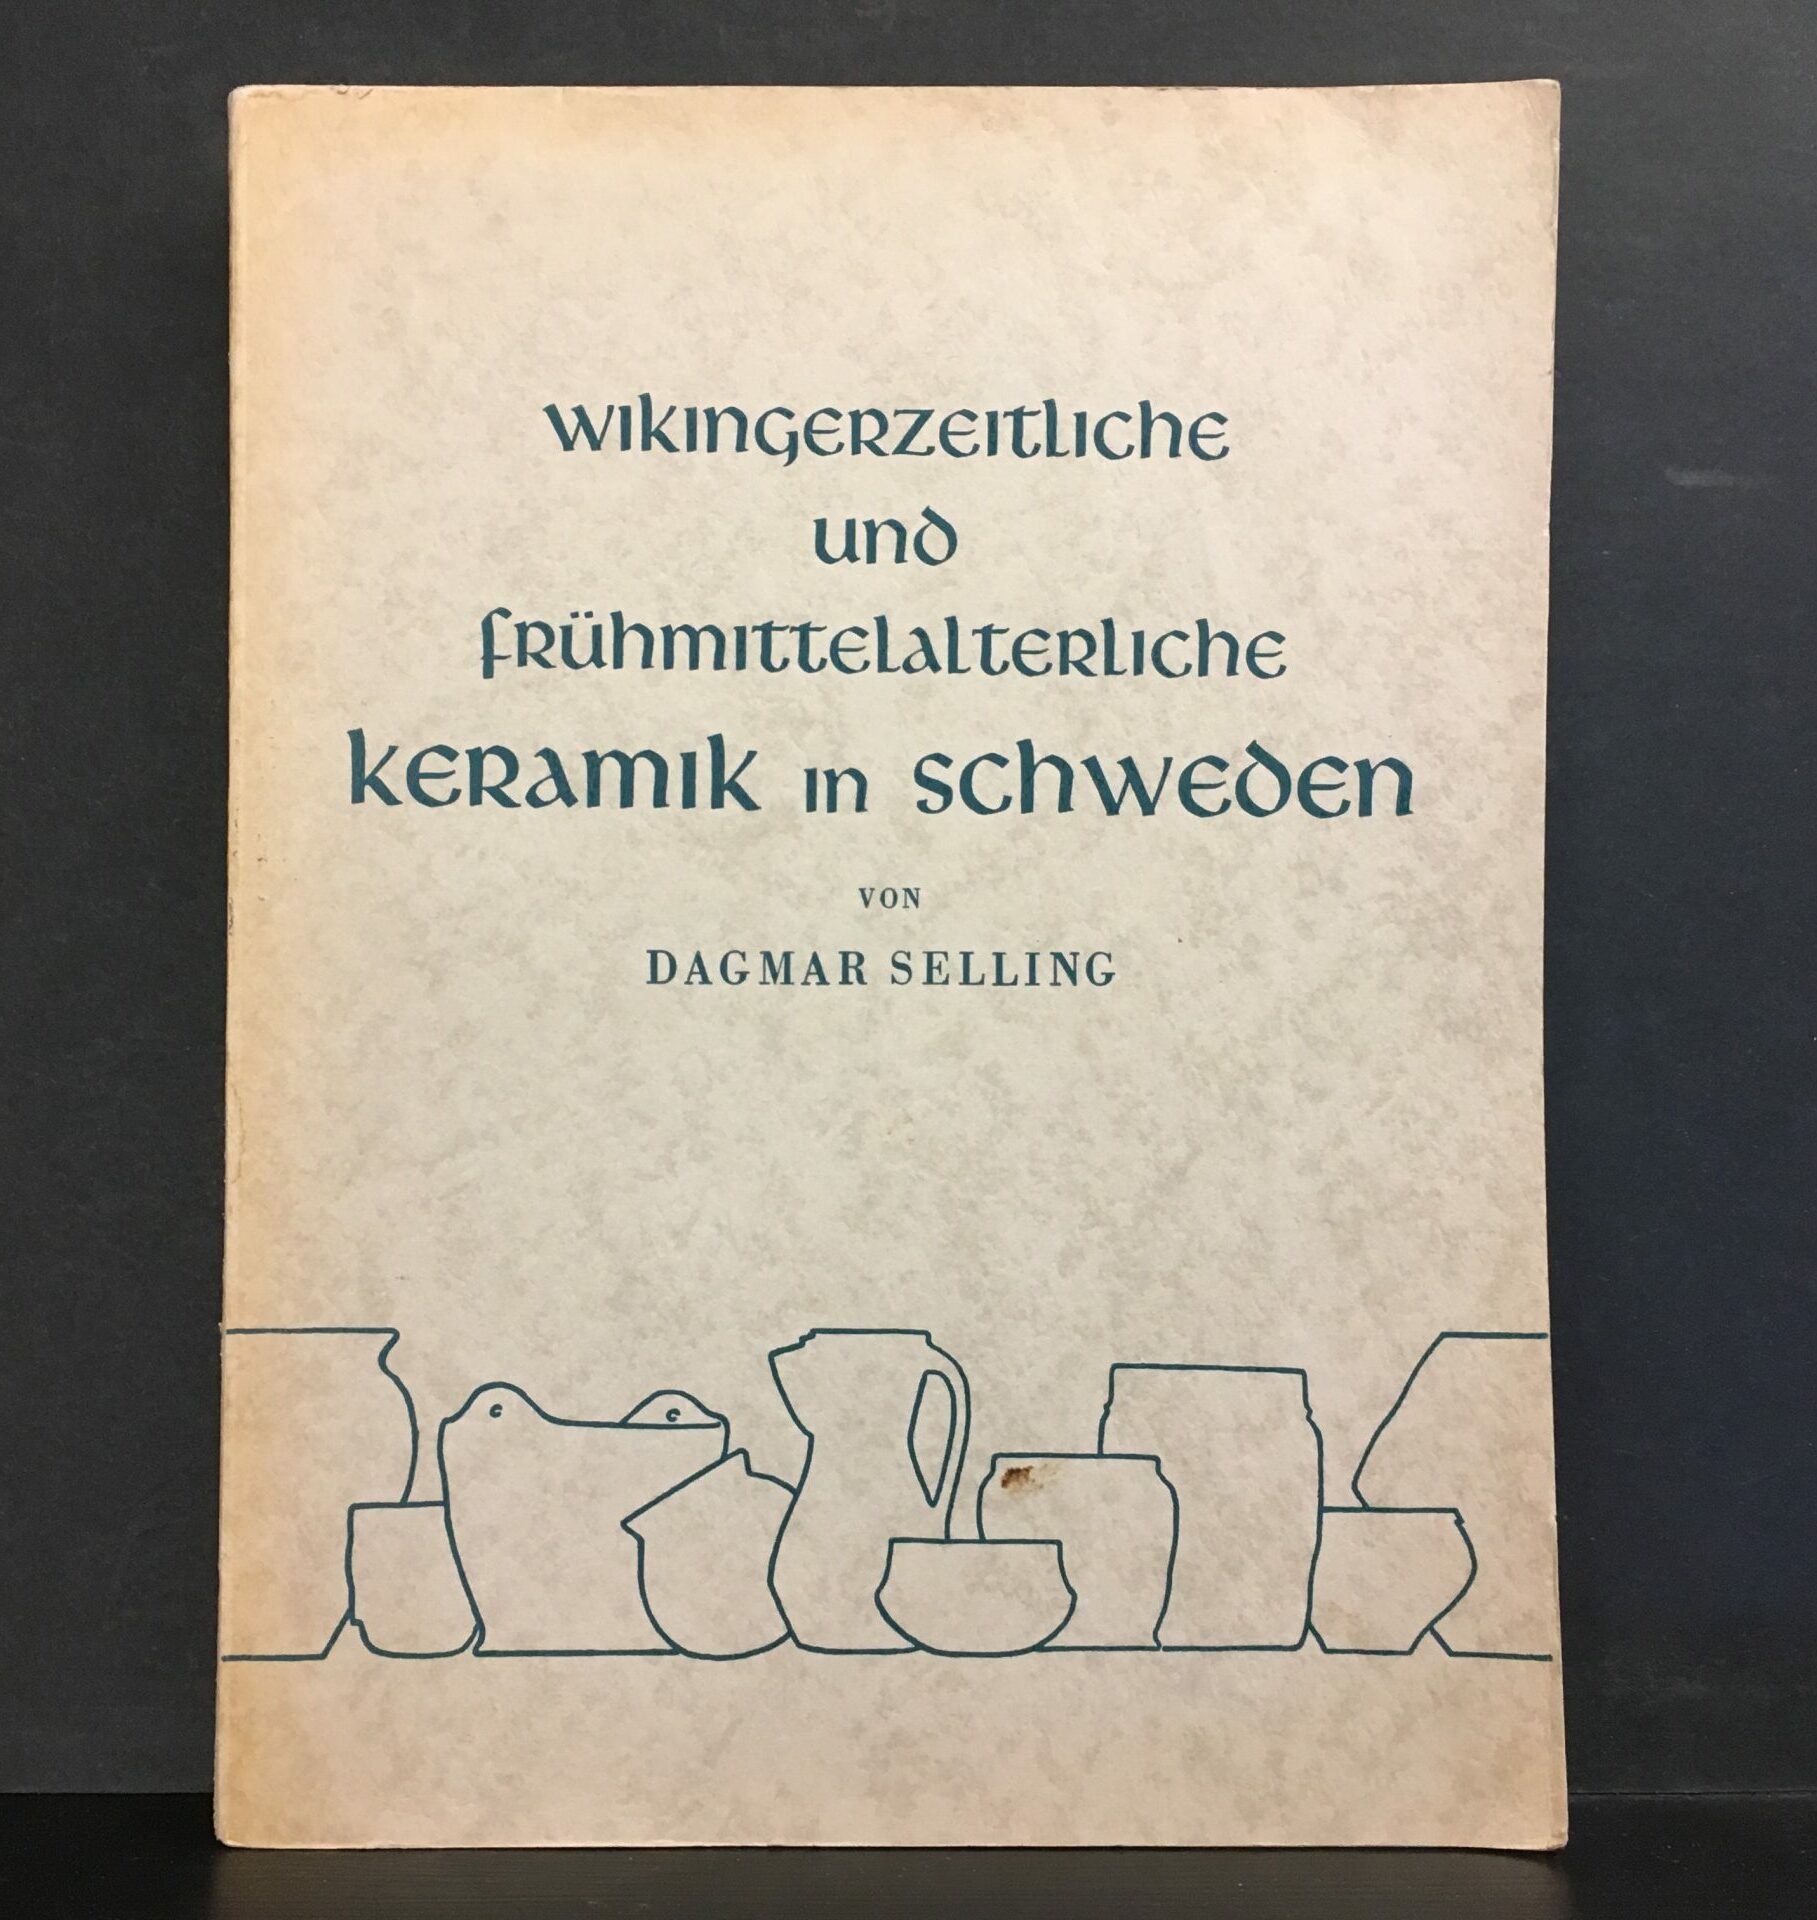 wikingerzeitliche
und
frühmittelalterliche
keramik in schweden
VON
DAGMAR SELLING